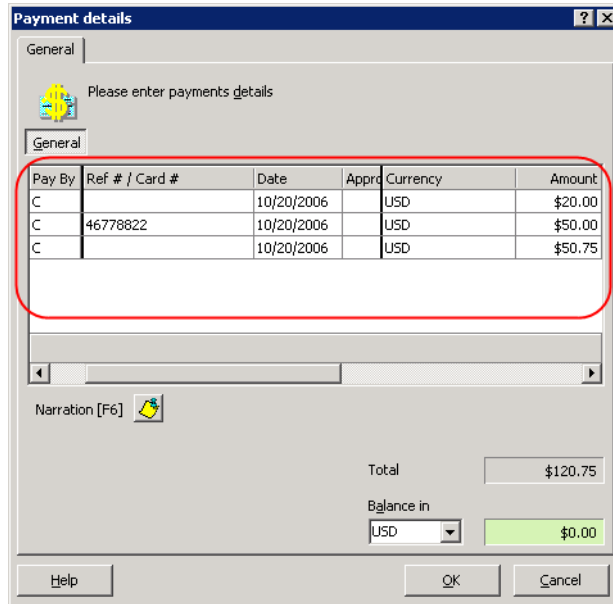 Payment details
General
Please enter payments details
General
Pay By Ref # / Card # Date Appro Currency Amount
C 10/20/2006 USD $20.00
C 46778822 10/20/2006 USD $50.00
C 10/20/2006 USD $50.75
Narration [F6]
Total $120.75
Balance in
USD $0.00
Help OK Cancel